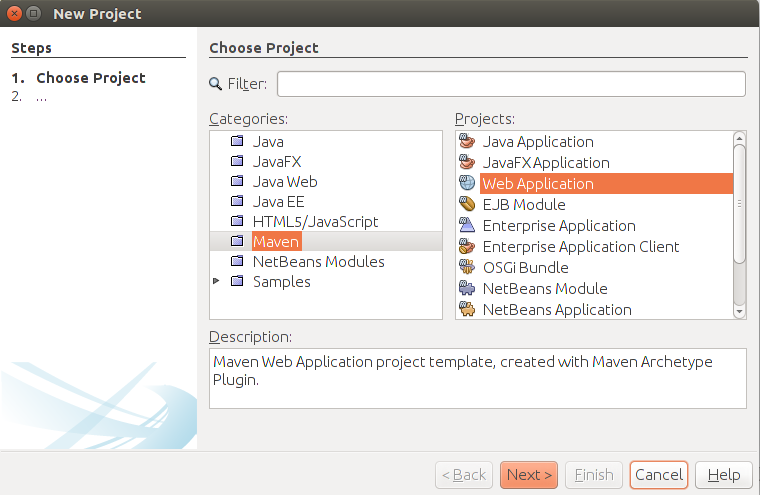 New Project
Steps
1. Choose Project
2. ...
Choose Project
Filter:
Categories:
Java
JavaFX
Java Web
Java EE
HTML5/JavaScript
Maven
NetBeans Modules
Samples
Projects:
Java Application
JavaFX Application
Web Application
EJB Module
Enterprise Application
Enterprise Application Client
OSGi Bundle
NetBeans Module
NetBeans Application
Description:
Maven Web Application project template, created with Maven Archetype
Plugin.
< Back Next > Finish Cancel Help